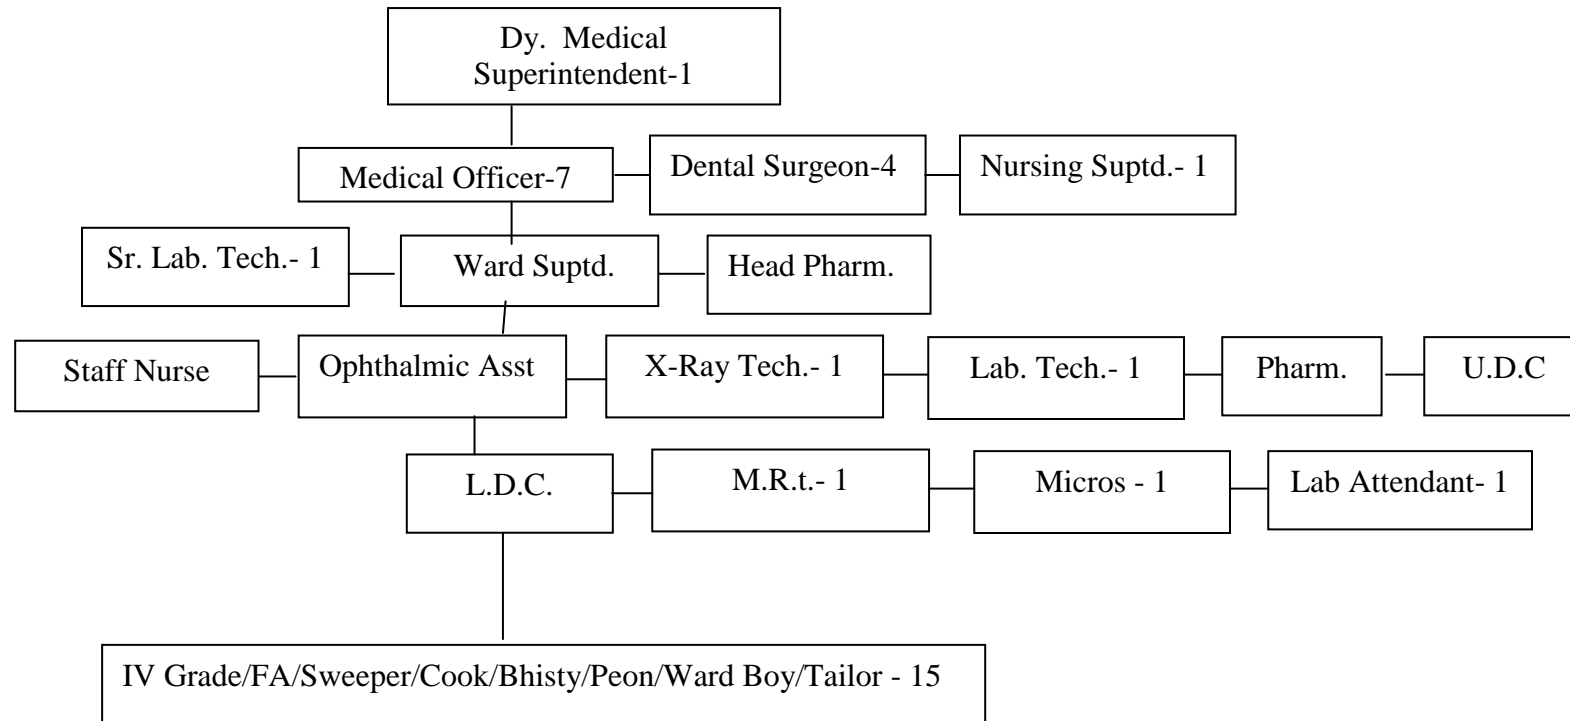 Dy. Medical
Superintendent-1
Medical Officer-7
Dental Surgeon-4
Nursing Suptd.- 1
Sr. Lab. Tech.- 1
Ward Suptd.
Head Pharm.
Staff Nurse
Ophthalmic Asst
X-Ray Tech.- 1
Lab. Tech.- 1
Pharm.
U.D.C
L.D.C.
M.R.t.- 1
Micros - 1
Lab Attendant- 1
IV Grade/FA/Sweeper/Cook/Bhisty/Peon/Ward Boy/Tailor - 15